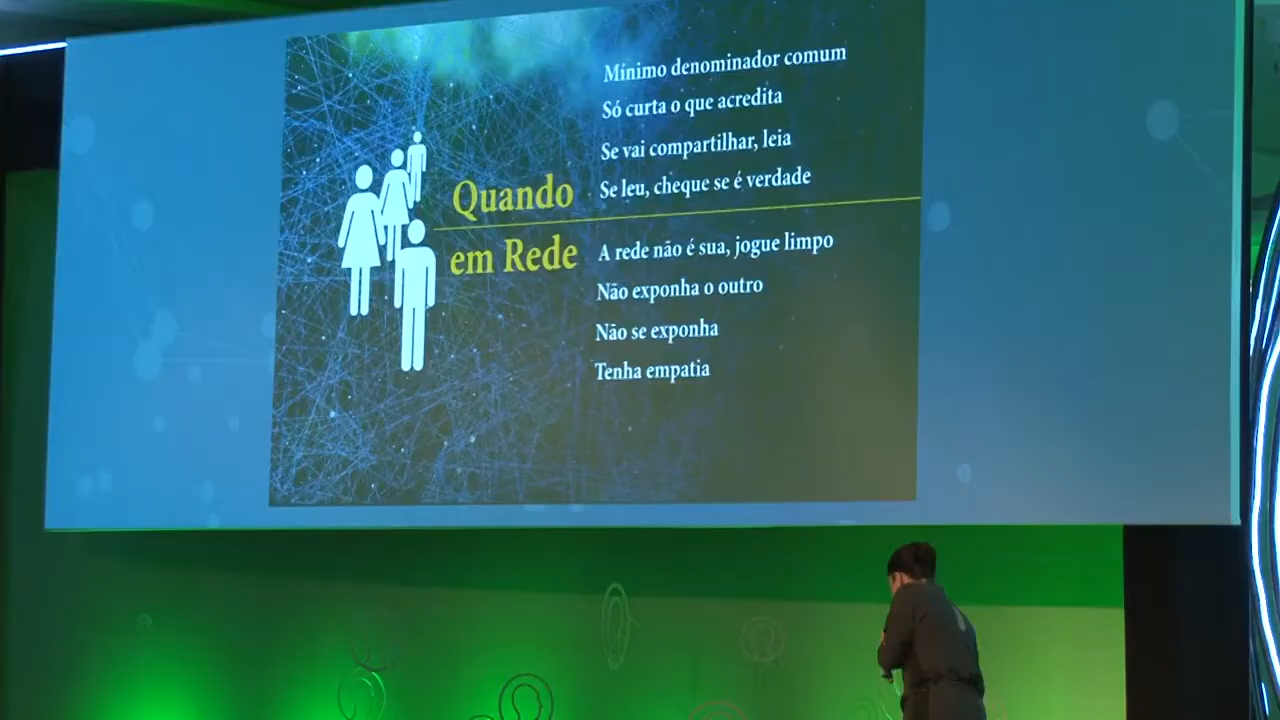 Mínimo denominador comum
Só curta o que acredita
Se vai compartilhar, leia
Se leu, cheque se é verdade
Quando
em Rede
A rede não é sua, jogue limpo
Não exponha o outro
Não se exponha
Tenha empatia